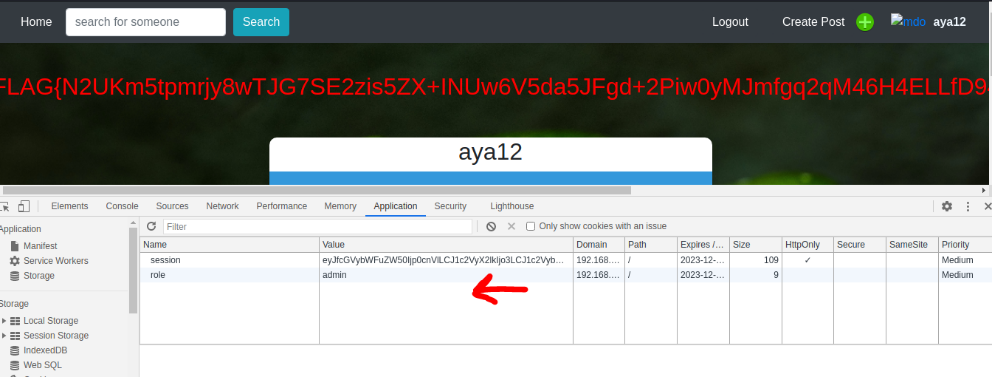 Home search for someone Search Logout Create Post mdo aya12
FLAG{N2UKm5tpmrjy8wTJG7SE2zis5ZX+INUw6V5da5JFgd+2Piw0yMJmfgq2qM46H4ELLfD94
aya12
Elements Console Sources Network Performance Memory Application Security Lighthouse
Application
Manifest
Service Workers
Storage
Storage
Local Storage
Session Storage
IndexedDB
Web SQL
Filter Only show cookies with an issue
Name Value Domain Path Expires /... Size HttpOnly Secure SameSite Priority
session eyJfcGVybWFuZW50Ijp0cnVlLCJ1c2VyX2lkIjo3LCJ1c2Vyb... 192.168.... / 2023-12-... 109 ✓ Medium
role admin 192.168.... / 2023-12-... 9 Medium